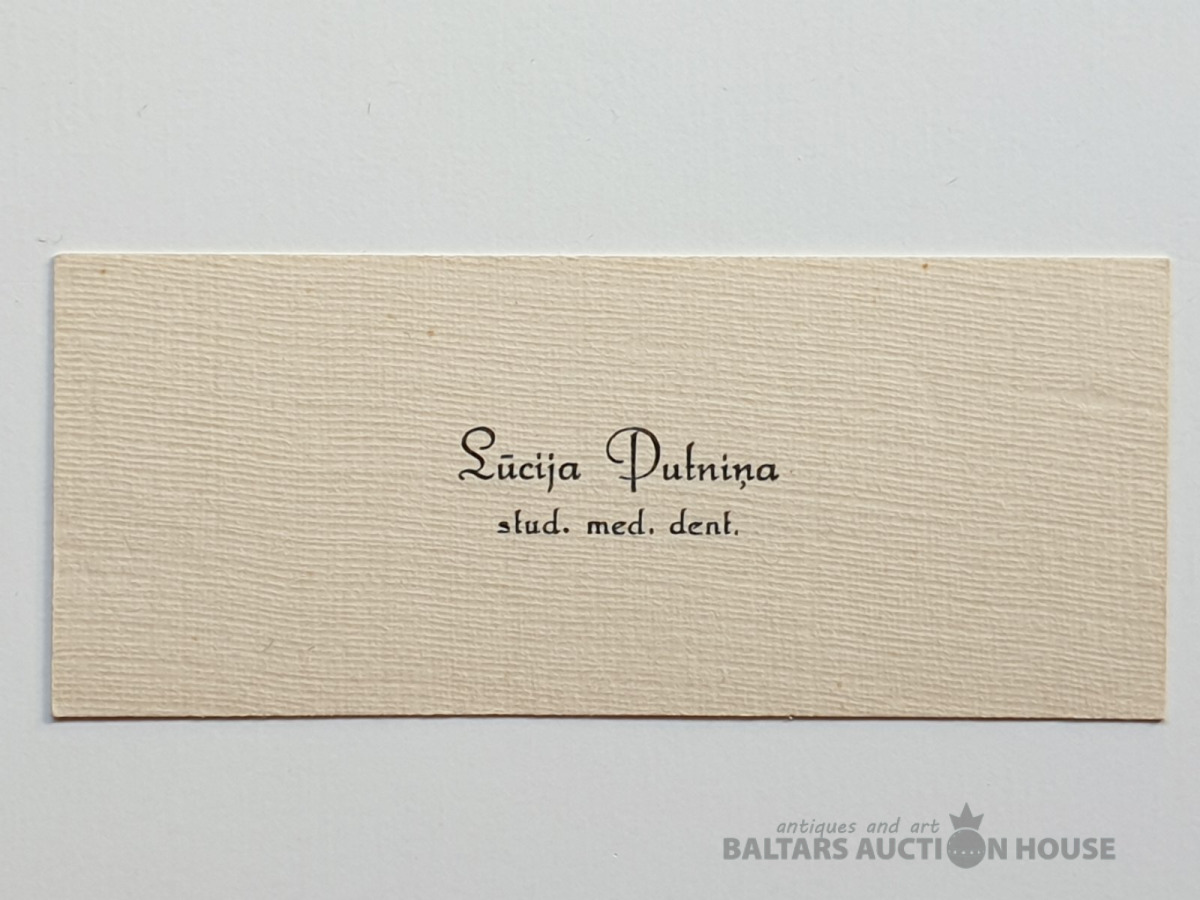 Lūcija Putniņa
stud. med. dent.
antiques and art
BALTARS AUCTION HOUSE